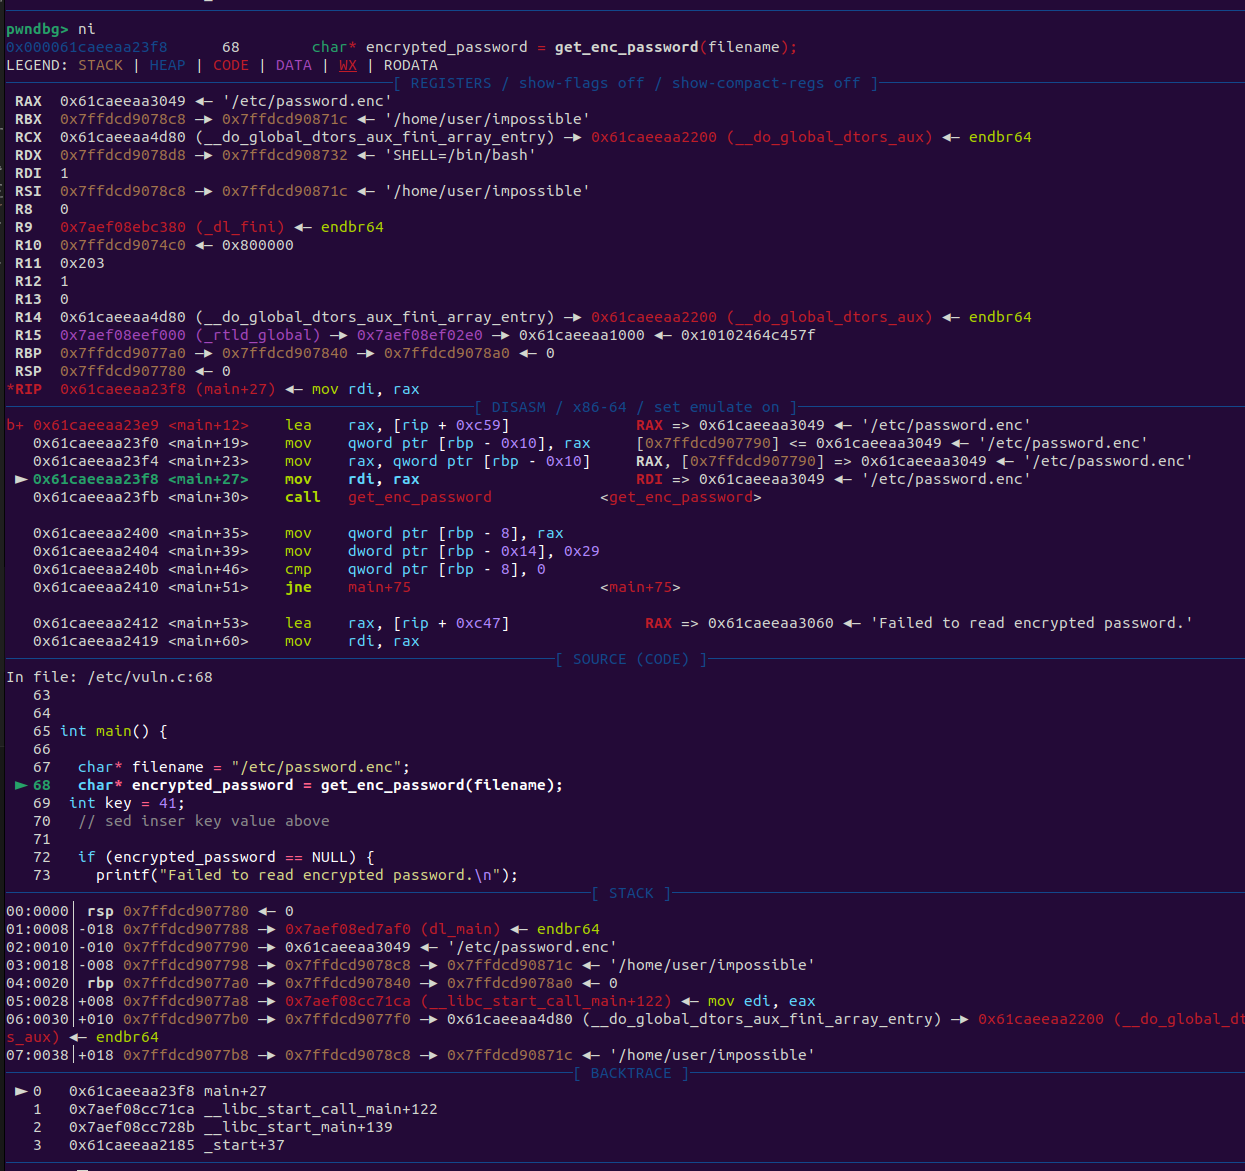 pwndbg> ni
0x000061caeeaa23f8      68        char* encrypted_password = get_enc_password(filename);
LEGEND: STACK | HEAP | CODE | DATA | WX | RODATA
[ REGISTERS / show-flags off / show-compact-regs off ]
RAX  0x61caeeaa3049 ◂— '/etc/password.enc'
RBX  0x7ffdcd9078c8 —▸ 0x7ffdcd90871c ◂— '/home/user/impossible'
RCX  0x61caeeaa4d80 (__do_global_dtors_aux_fini_array_entry) —▸ 0x61caeeaa2200 (__do_global_dtors_aux) ◂— endbr64
RDX  0x7ffdcd9078d8 —▸ 0x7ffdcd908732 ◂— 'SHELL=/bin/bash'
RDI  1
RSI  0x7ffdcd9078c8 —▸ 0x7ffdcd90871c ◂— '/home/user/impossible'
R8   0
R9   0x7aef08ebc380 (_dl_fini) ◂— endbr64
R10  0x7ffdcd9074c0 ◂— 0x800000
R11  0x203
R12  1
R13  0
R14  0x61caeeaa4d80 (__do_global_dtors_aux_fini_array_entry) —▸ 0x61caeeaa2200 (__do_global_dtors_aux) ◂— endbr64
R15  0x7aef08eef000 (_rtld_global) —▸ 0x7aef08ef02e0 —▸ 0x61caeeaa1000 ◂— 0x10102464c457f
RBP  0x7ffdcd9077a0 —▸ 0x7ffdcd907840 —▸ 0x7ffdcd9078a0 ◂— 0
RSP  0x7ffdcd907780 ◂— 0
*RIP  0x61caeeaa23f8 (main+27) ◂— mov rdi, rax
[ DISASM / x86-64 / set emulate on ]
b+ 0x61caeeaa23e9 <main+12>    lea    rax, [rip + 0xc59]              RAX => 0x61caeeaa3049 ◂— '/etc/password.enc'
0x61caeeaa23f0 <main+19>    mov    qword ptr [rbp - 0x10], rax     [0x7ffdcd907790] <= 0x61caeeaa3049 ◂— '/etc/password.enc'
0x61caeeaa23f4 <main+23>    mov    rax, qword ptr [rbp - 0x10]     RAX, [0x7ffdcd907790] => 0x61caeeaa3049 ◂— '/etc/password.enc'
► 0x61caeeaa23f8 <main+27>    mov    rdi, rax                        RDI => 0x61caeeaa3049 ◂— '/etc/password.enc'
0x61caeeaa23fb <main+30>    call   get_enc_password            <get_enc_password>
0x61caeeaa2400 <main+35>    mov    qword ptr [rbp - 8], rax
0x61caeeaa2404 <main+39>    mov    dword ptr [rbp - 0x14], 0x29
0x61caeeaa240b <main+46>    cmp    qword ptr [rbp - 8], 0
0x61caeeaa2410 <main+51>    jne    main+75                     <main+75>
0x61caeeaa2412 <main+53>    lea    rax, [rip + 0xc47]               RAX => 0x61caeeaa3060 ◂— 'Failed to read encrypted password.'
0x61caeeaa2419 <main+60>    mov    rdi, rax
[ SOURCE (CODE) ]
In file: /etc/vuln.c:68
63
64
65 int main() {
66
67   char* filename = "/etc/password.enc";
► 68   char* encrypted_password = get_enc_password(filename);
69  int key = 41;
70   // sed inser key value above
71
72   if (encrypted_password == NULL) {
73     printf("Failed to read encrypted password.\n");
[ STACK ]
00:0000│ rsp 0x7ffdcd907780 ◂— 0
01:0008│-018 0x7ffdcd907788 —▸ 0x7aef08ed7af0 (dl_main) ◂— endbr64
02:0010│-010 0x7ffdcd907790 —▸ 0x61caeeaa3049 ◂— '/etc/password.enc'
03:0018│-008 0x7ffdcd907798 —▸ 0x7ffdcd9078c8 —▸ 0x7ffdcd90871c ◂— '/home/user/impossible'
04:0020│ rbp 0x7ffdcd9077a0 —▸ 0x7ffdcd907840 —▸ 0x7ffdcd9078a0 ◂— 0
05:0028│+008 0x7ffdcd9077a8 —▸ 0x7aef08cc71ca (__libc_start_call_main+122) ◂— mov edi, eax
06:0030│+010 0x7ffdcd9077b0 —▸ 0x7ffdcd9077f0 —▸ 0x61caeeaa4d80 (__do_global_dtors_aux_fini_array_entry) —▸ 0x61caeeaa2200 (__do_global_dt
s_aux) ◂— endbr64
07:0038│+018 0x7ffdcd9077b8 —▸ 0x7ffdcd9078c8 —▸ 0x7ffdcd90871c ◂— '/home/user/impossible'
[ BACKTRACE ]
► 0   0x61caeeaa23f8 main+27
1   0x7aef08cc71ca __libc_start_call_main+122
2   0x7aef08cc728b __libc_start_main+139
3   0x61caeeaa2185 _start+37